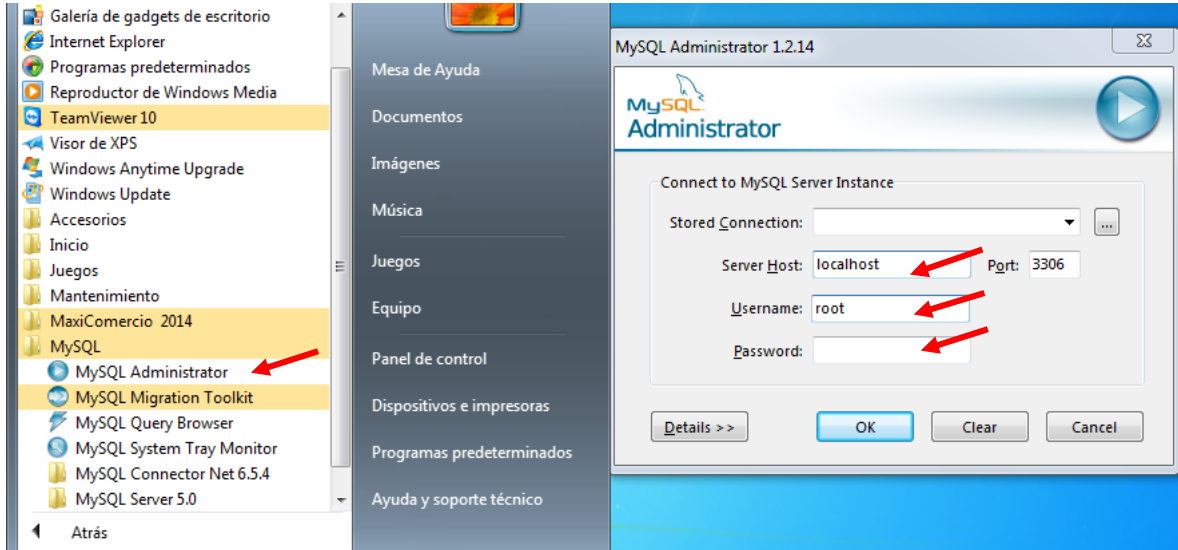 Galería de gadgets de escritorio
Internet Explorer
Programas predeterminados
Reproductor de Windows Media
TeamViewer 10
Visor de XPS
Windows Anytime Upgrade
Windows Update
Accesorios
Inicio
Juegos
Mantenimiento
MaxiComercio 2014
MySQL
MySQL Administrator
MySQL Migration Toolkit
MySQL Query Browser
MySQL System Tray Monitor
MySQL Connector Net 6.5.4
MySQL Server 5.0
Atrás
Mesa de Ayuda
Documentos
Imágenes
Música
Juegos
Equipo
Panel de control
Dispositivos e impresoras
Programas predeterminados
Ayuda y soporte técnico
MySQL Administrator 1.2.14
MySQL
Administrator
Connect to MySQL Server Instance
Stored Connection:
...
Server Host: localhost Port: 3306
Username: root
Password:
Details >> OK Clear Cancel